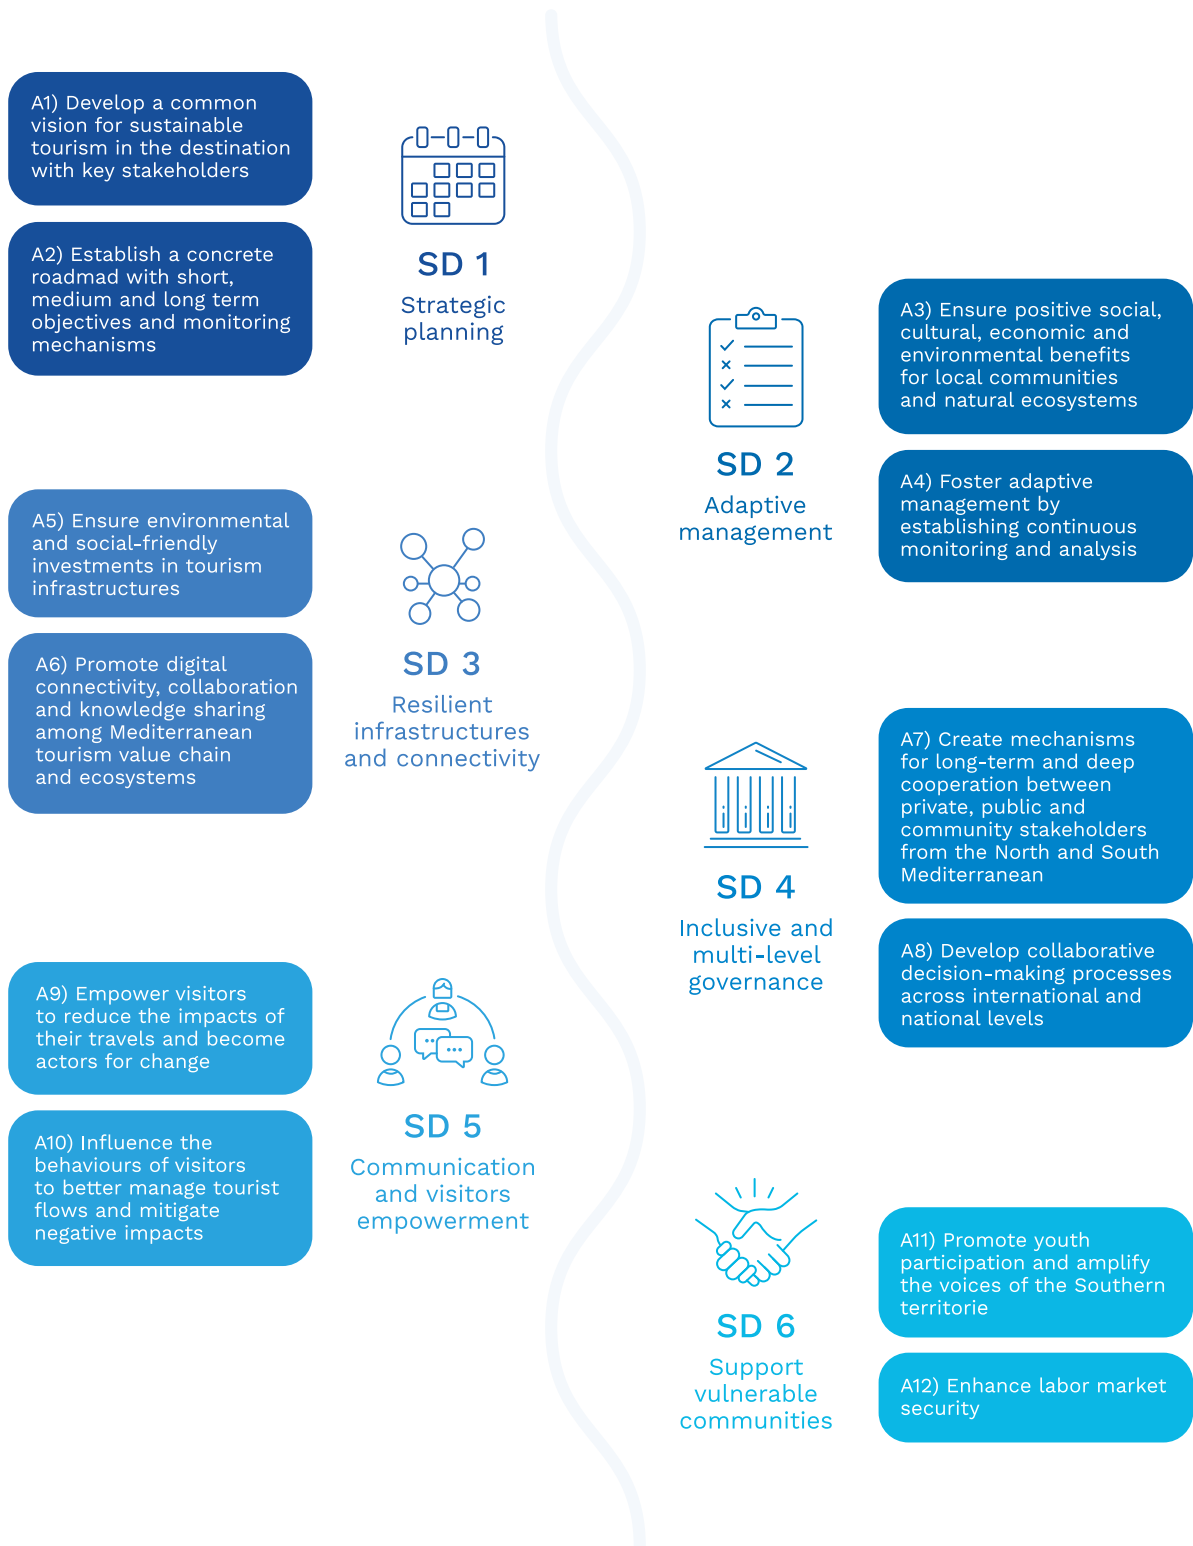 A1) Develop a common
vision for sustainable
tourism in the destination
with key stakeholders
A2) Establish a concrete
roadmad with short,
medium and long term
objectives and monitoring
mechanisms
SD 1
Strategic
planning
SD 2
Adaptive
management
A3) Ensure positive social,
cultural, economic and
environmental benefits
for local communities
and natural ecosystems
A4) Foster adaptive
management by
establishing continuous
monitoring and analysis
A5) Ensure environmental
and social-friendly
investments in tourism
infrastructures
A6) Promote digital
connectivity, collaboration
and knowledge sharing
among Mediterranean
tourism value chain
and ecosystems
SD 3
Resilient
infrastructures
and connectivity
SD 4
Inclusive and
multi-level
governance
A7) Create mechanisms
for long-term and deep
cooperation between
private, public and
community stakeholders
from the North and South
Mediterranean
A8) Develop collaborative
decision-making processes
across international and
national levels
A9) Empower visitors
to reduce the impacts of
their travels and become
actors for change
A10) Influence the
behaviours of visitors
to better manage tourist
flows and mitigate
negative impacts
SD 5
Communication
and visitors
empowerment
SD 6
Support
vulnerable
communities
A11) Promote youth
participation and amplify
the voices of the Southern
territorie
A12) Enhance labor market
security